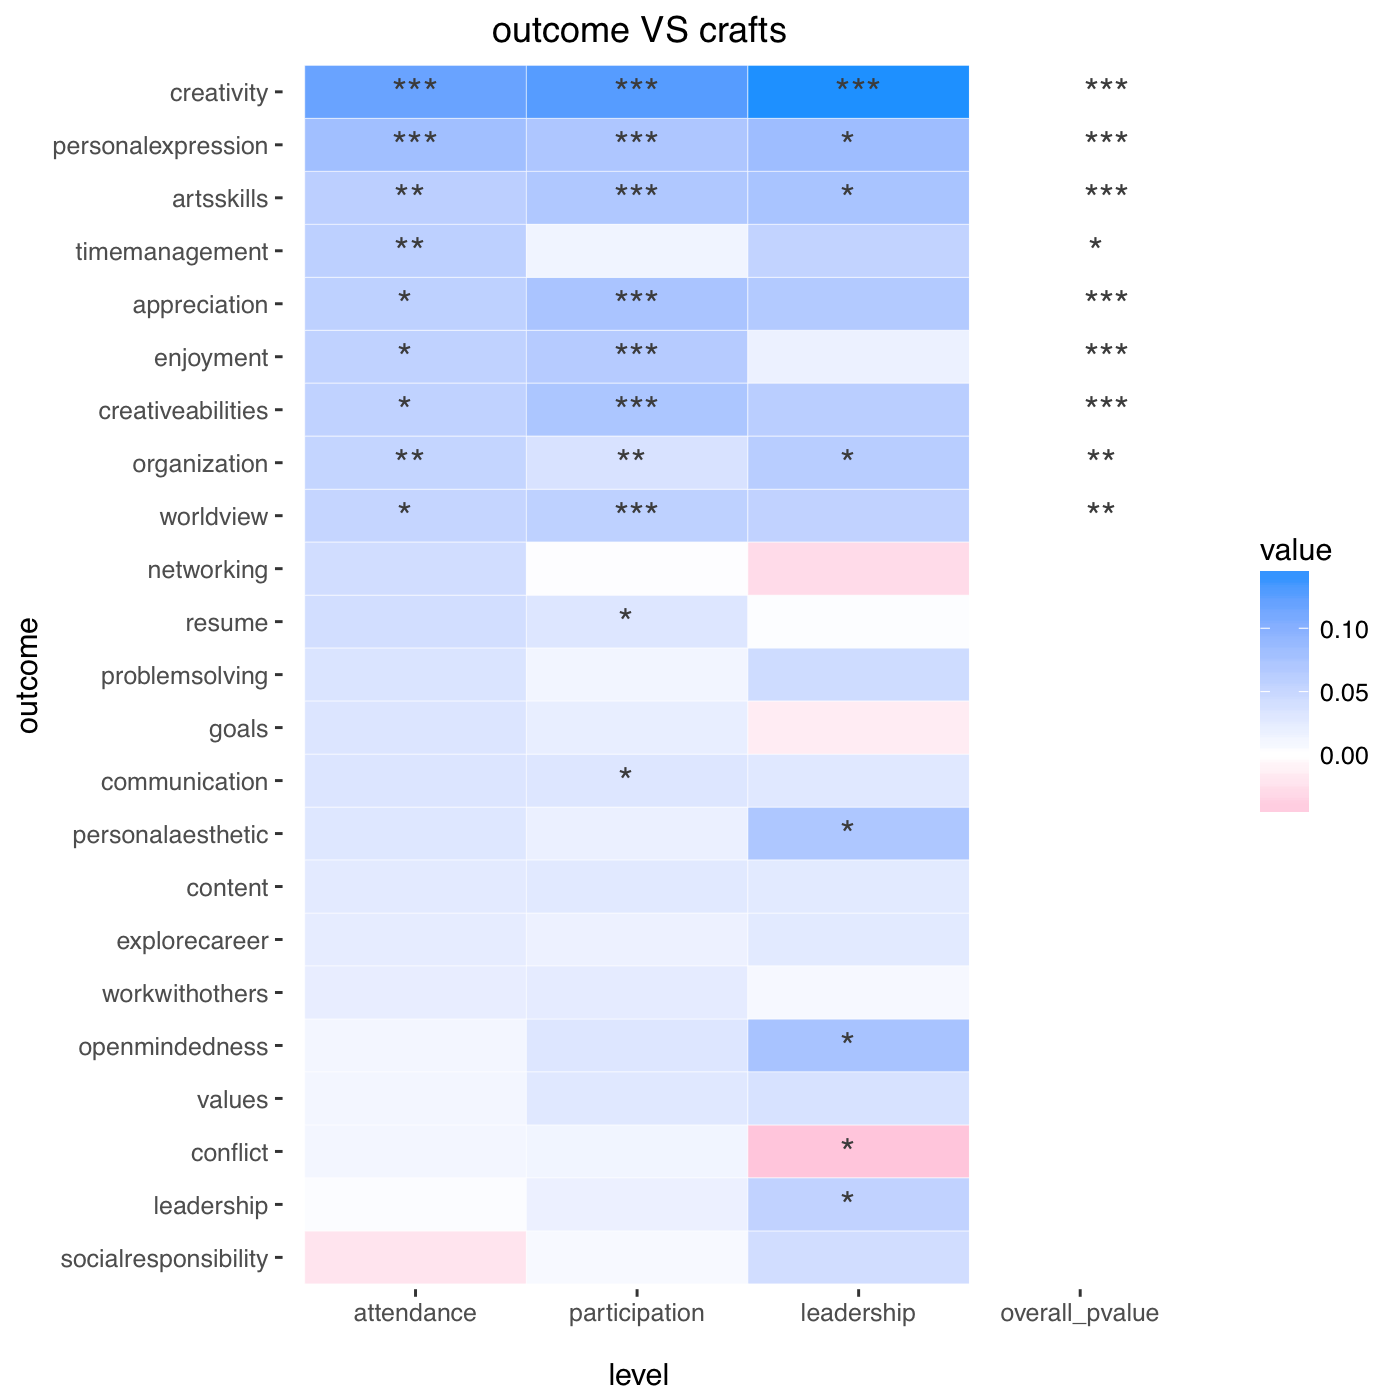 outcome VS crafts
creativity *** *** *** ***
personalexpression *** *** * ***
artsskills ** *** * ***
timemanagement ** *
appreciation * *** ***
enjoyment * *** ***
creativeabilities * *** ***
organization ** ** * **
worldview * *** **
networking
resume *
problemsolving
goals
communication *
personalaesthetic *
content
explorecareer
workwithothers
openmindedness *
values
conflict *
leadership *
socialresponsibility
attendance participation leadership overall_pvalue
level
outcome
value
0.10
0.05
0.00